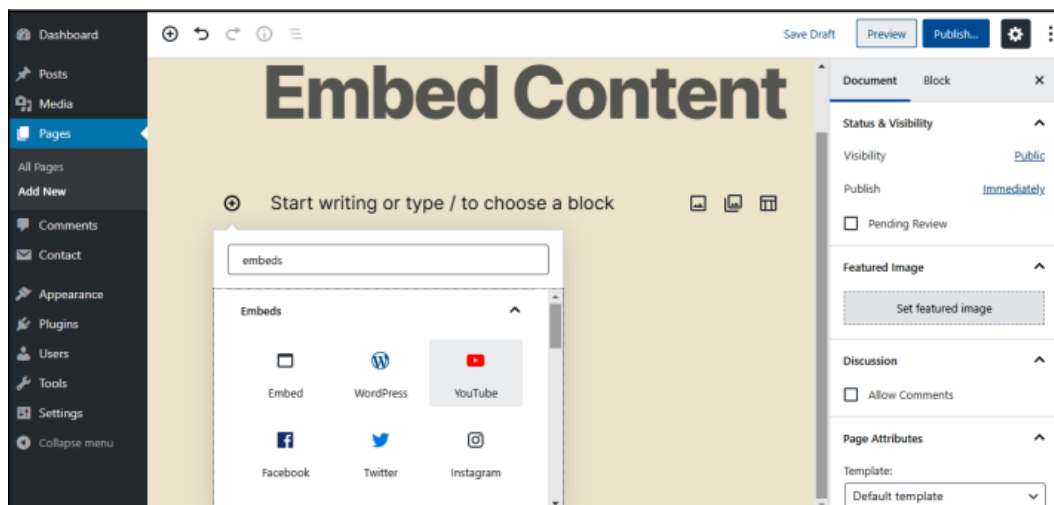 Dashboard
Posts
Media
Pages
All Pages
Add New
Comments
Contact
Appearance
Plugins
Users
Tools
Settings
Collapse menu
Save Draft
Preview
Publish...
Embed Content
Start writing or type / to choose a block
embeds
Embeds
Embed WordPress YouTube
Facebook Twitter Instagram
Document Block
Status & Visibility
Visibility Public
Publish Immediately
Pending Review
Featured Image
Set featured image
Discussion
Allow Comments
Page Attributes
Template:
Default template